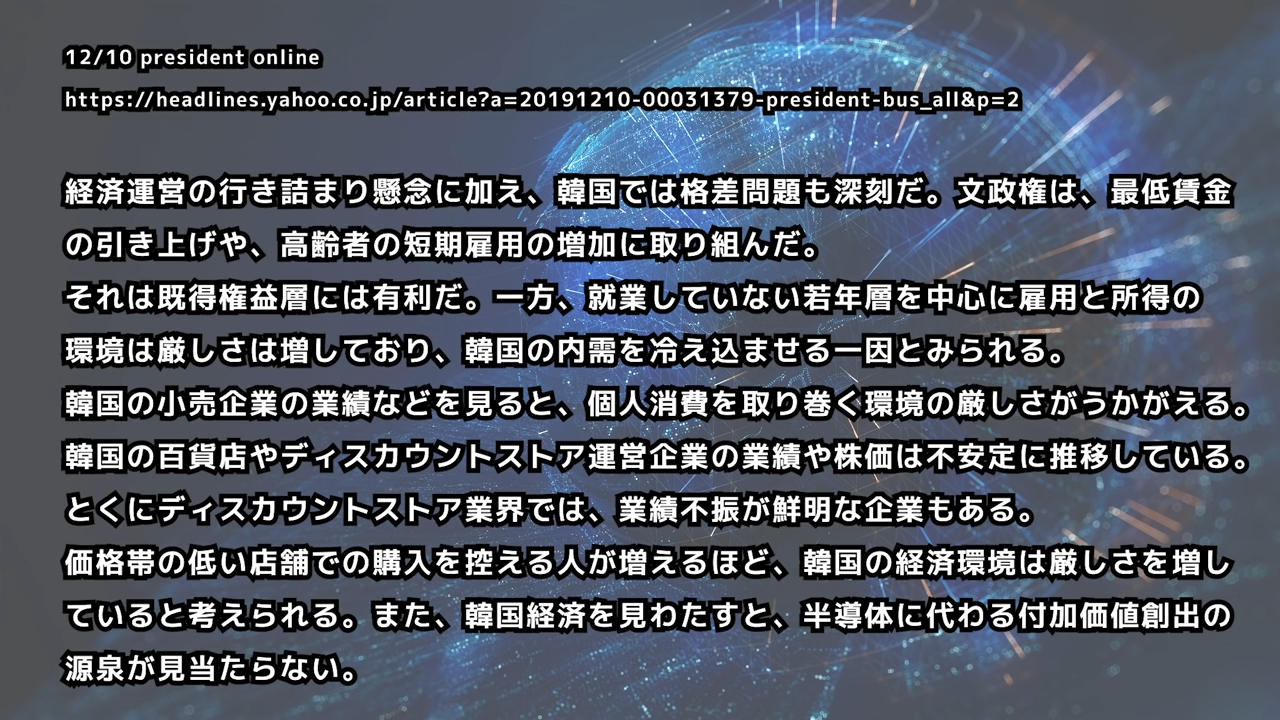 12/10 president online
https://headlines.yahoo.co.jp/article?a=20191210-00031379-president-bus_all&p=2
経済運営の行き詰まり懸念に加え、韓国では格差問題も深刻だ。文政権は、最低賃金
の引き上げや、高齢者の短期雇用の増加に取り組んだ。
それは既得権益層には有利だ。一方、就業していない若年層を中心に雇用と所得の
環境は厳しさは増しており、韓国の内需を冷え込ませる一因とみられる。
韓国の小売企業の業績などを見ると、個人消費を取り巻く環境の厳しさがうかがえる。
韓国の百貨店やディスカウントストア運営企業の業績や株価は不安定に推移している。
とくにディスカウントストア業界では、業績不振が鮮明な企業もある。
価格帯の低い店舗での購入を控える人が増えるほど、韓国の経済環境は厳しさを増し
ていると考えられる。また、韓国経済を見わたすと、半導体に代わる付加価値創出の
源泉が見当たらない。